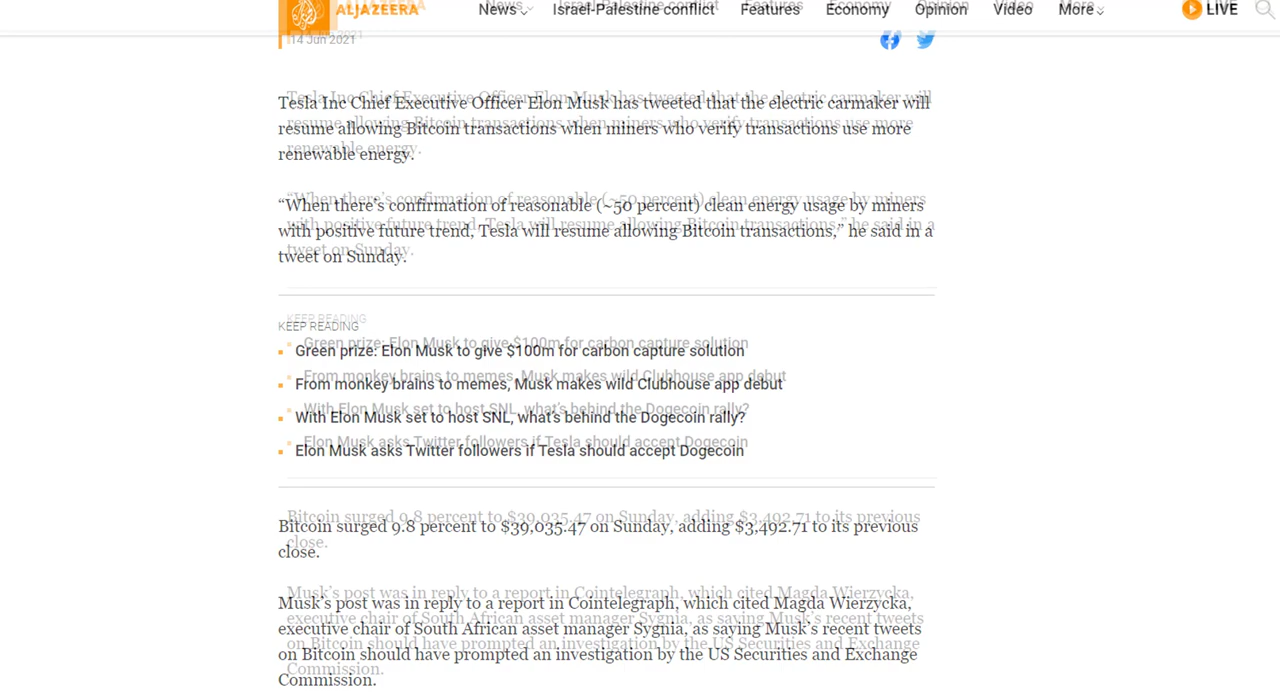 ALJAZEERA
News Israel-Palestine conflict Features Economy Opinion Video More LIVE
14 Jun 2021
Tesla Inc Chief Executive Officer Elon Musk has tweeted that the electric carmaker will
resume allowing Bitcoin transactions when miners who verify transactions use more
renewable energy.
“When there’s confirmation of reasonable (~50 percent) clean energy usage by miners
with positive future trend, Tesla will resume allowing Bitcoin transactions,” he said in a
tweet on Sunday.
KEEP READING
Green prize: Elon Musk to give $100m for carbon capture solution
From monkey brains to memes, Musk makes wild Clubhouse app debut
With Elon Musk set to host SNL, what’s behind the Dogecoin rally?
Elon Musk asks Twitter followers if Tesla should accept Dogecoin
Bitcoin surged 9.8 percent to $39,035.47 on Sunday, adding $3,492.71 to its previous
close.
Musk’s post was in reply to a report in Cointelegraph, which cited Magda Wierzycka,
executive chair of South African asset manager Sygnia, as saying Musk’s recent tweets
on Bitcoin should have prompted an investigation by the US Securities and Exchange
Commission.